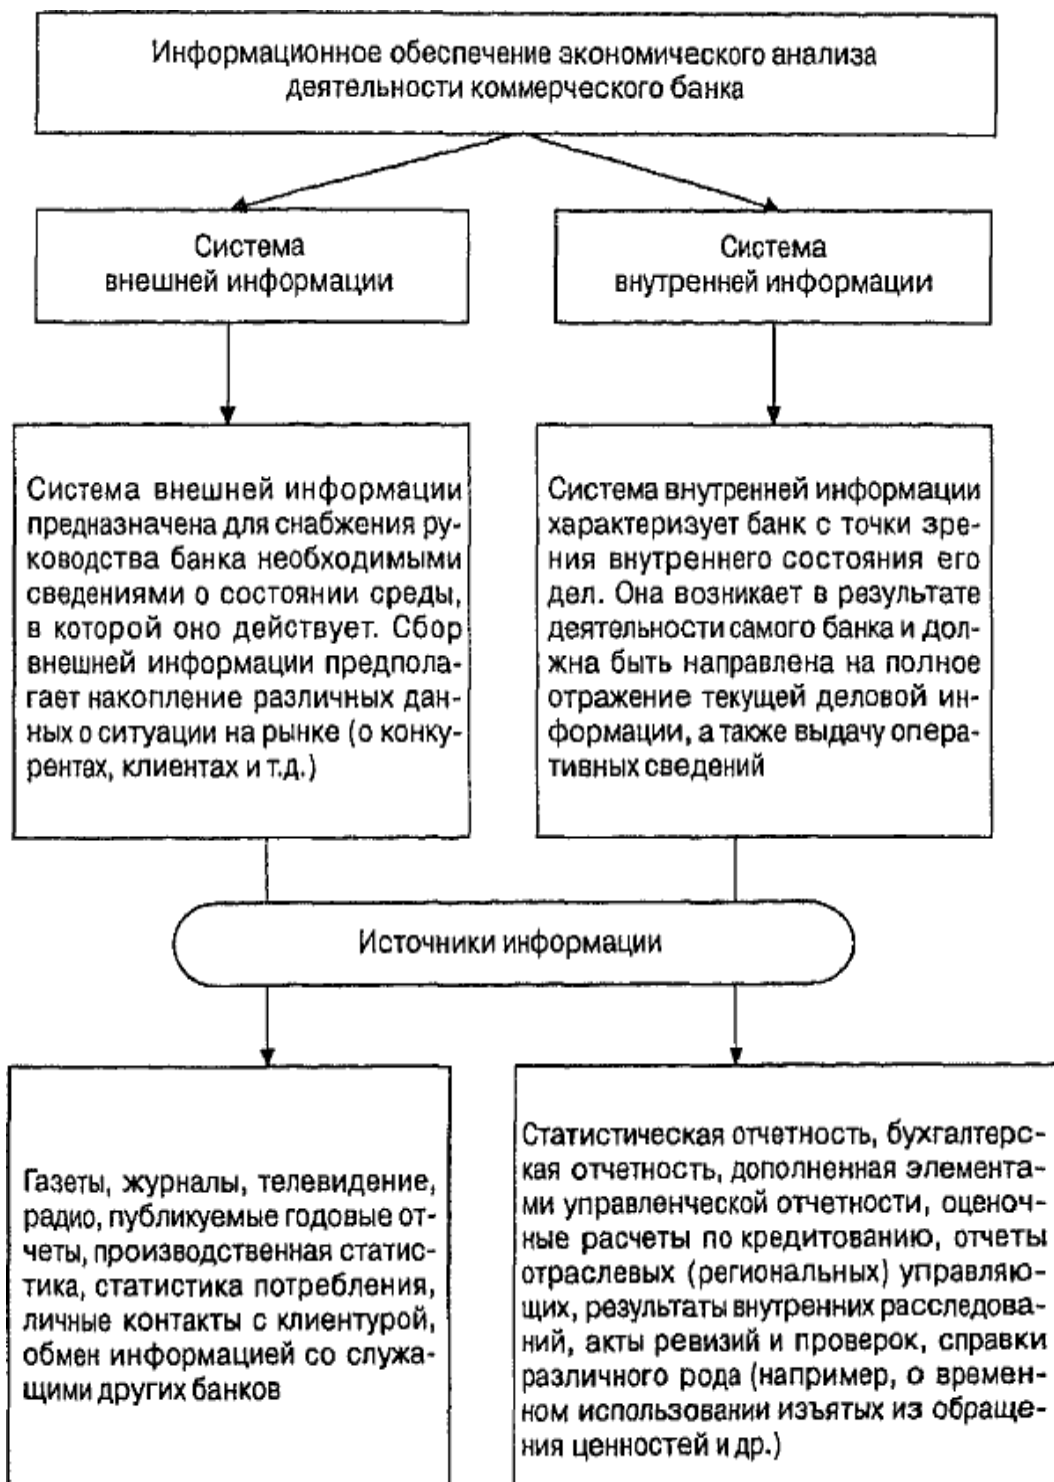 Информационное обеспечение экономического анализа
деятельности коммерческого банка
Система
внешней информации
Система
внутренней информации
Система внешней информации
предназначена для снабжения ру-
ководства банка необходимыми
сведениями о состоянии среды,
в которой оно действует. Сбор
внешней информации предпола-
гает накопление различных дан-
ных о ситуации на рынке (о конку-
рентах, клиентах и т.д.)
Система внутренней информации
характеризует банк с точки зре-
ния внутреннего состояния его
дел. Она возникает в результате
деятельности самого банка и дол-
жна быть направлена на полное
отражение текущей деловой ин-
формации, а также выдачу опера-
тивных сведений
Источники информации
Газеты, журналы, телевидение,
радио, публикуемые годовые от-
четы, производственная статис-
тика, статистика потребления,
личные контакты с клиентурой,
обмен информацией со служа-
щими других банков
Статистическая отчетность, бухгалтерс-
кая отчетность, дополненная элемента-
ми управленческой отчетности, оценоч-
ные расчеты по кредитованию, отчеты
отраслевых (региональных) управляю-
щих, результаты внутренних расследова-
ний, акты ревизий и проверок, справки
различного рода (например, о времен-
ном использовании изъятых из обраще-
ния ценностей и др.)